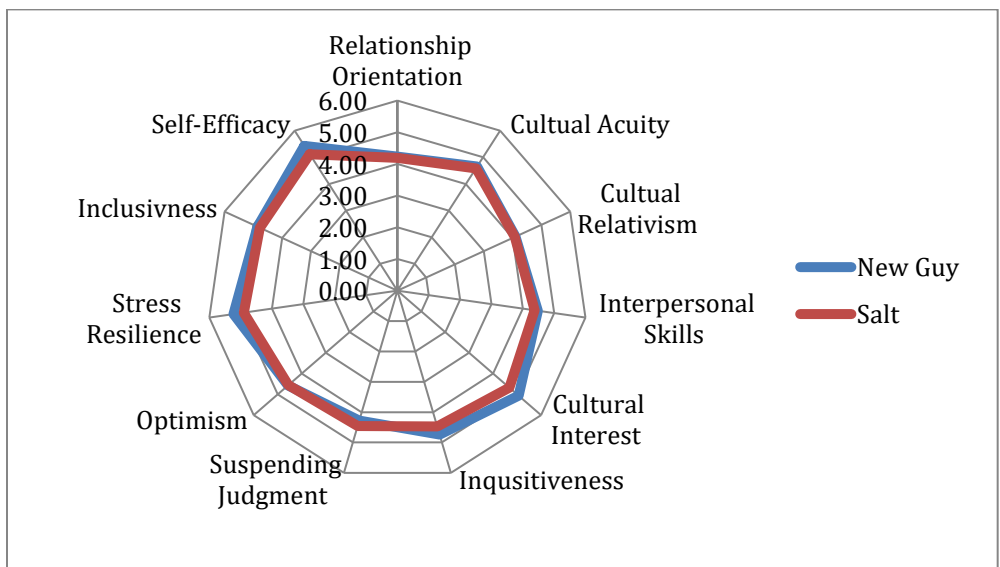 Relationship
Orientation
6.00
5.00
4.00
3.00
2.00
1.00
0.00
Cultual Acuity
Cultual
Relativism
Interpersonal
Skills
Cultural
Interest
Inqusitiveness
Suspending
Judgment
Optimism
Stress
Resilience
Inclusivness
Self-Efficacy
New Guy
Salt